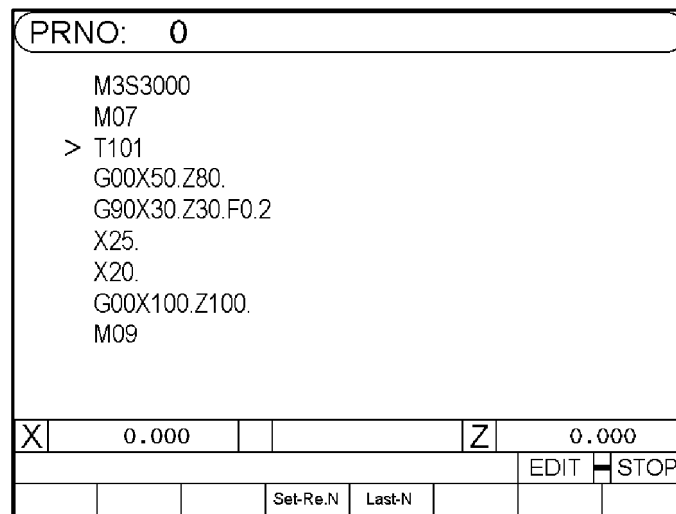 PRNO: 0
M3S3000
M07
> T101
G00X50.Z80.
G90X30.Z30.F0.2
X25.
X20.
G00X100.Z100.
M09
X 0.000 Z 0.000
EDIT STOP
Set-Re.N Last-N